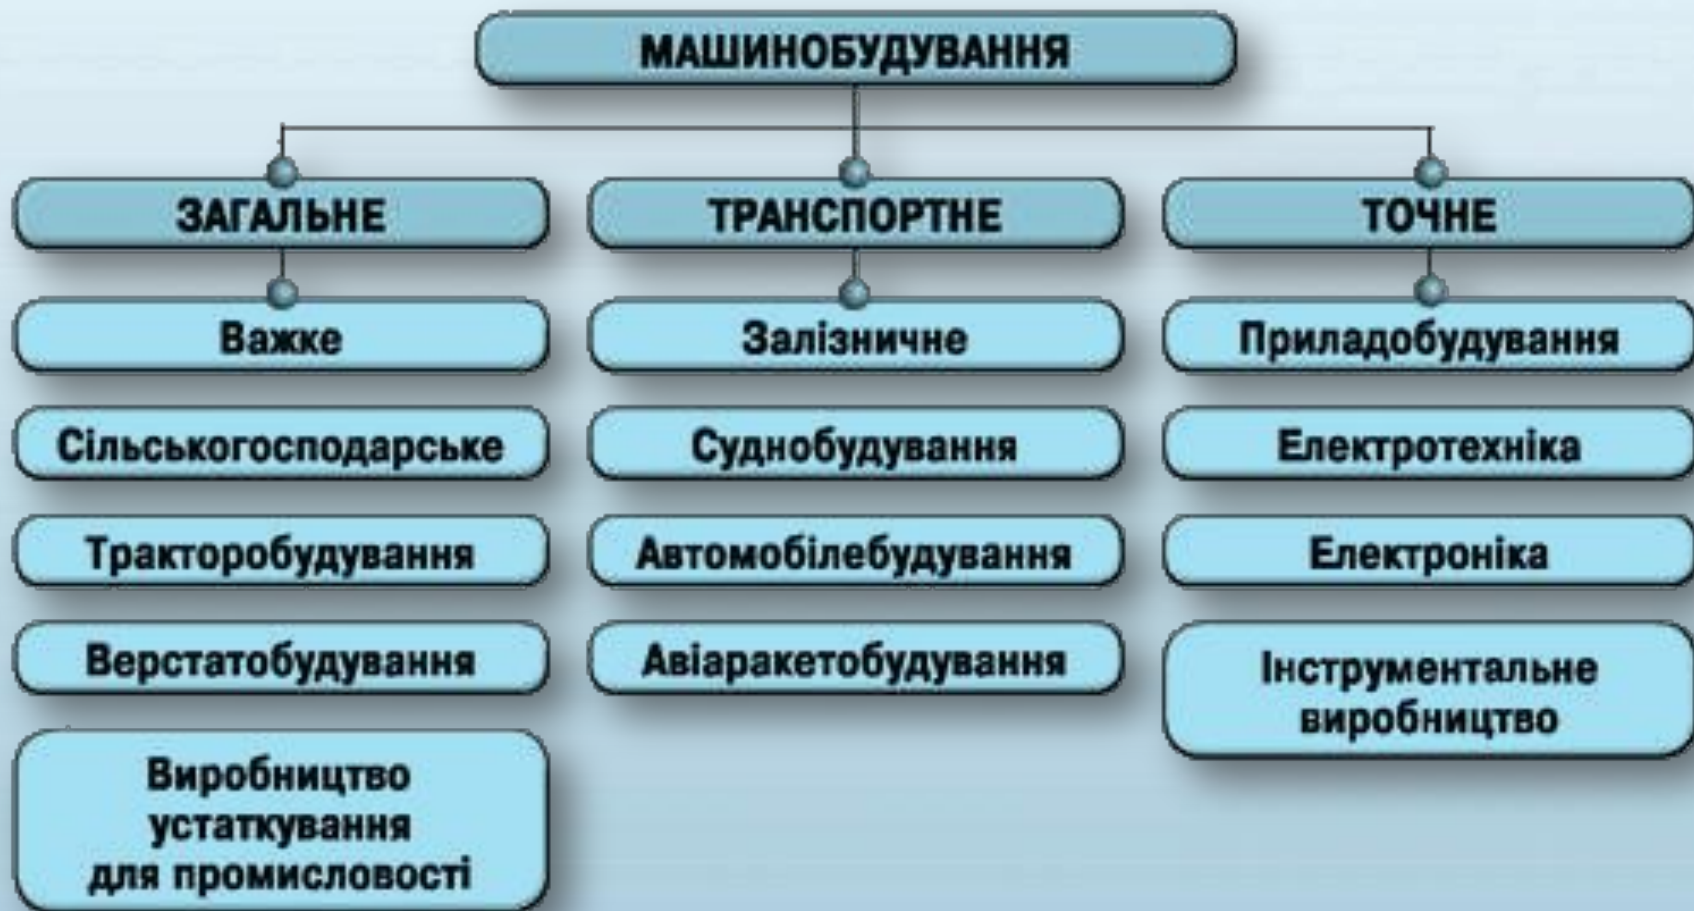 МАШИНОБУДУВАННЯ
ЗАГАЛЬНЕ
Важке
Сільськогосподарське
Тракторобудування
Верстатобудування
Виробництво
устаткування
для промисловості
ТРАНСПОРТНЕ
Залізничне
Суднобудування
Автомобілебудування
Авіаракетобудування
ТОЧНЕ
Приладобудування
Електротехніка
Електроніка
Інструментальне
виробництво